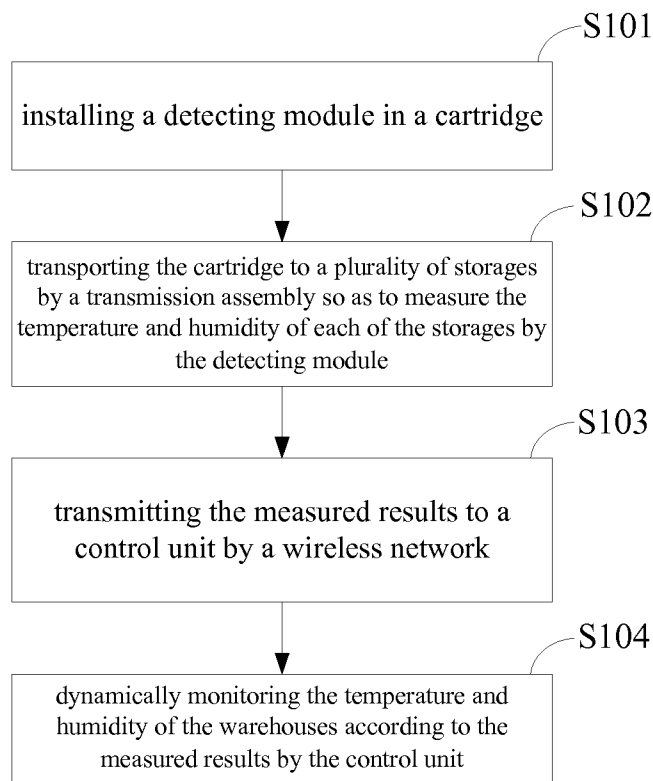 S101
installing a detecting module in a cartridge
S102
transporting the cartridge to a plurality of storages
by a transmission assembly so as to measure the
temperature and humidity of each of the storages by
the detecting module
S103
transmitting the measured results to a
control unit by a wireless network
S104
dynamically monitoring the temperature and
humidity of the warehouses according to the
measured results by the control unit